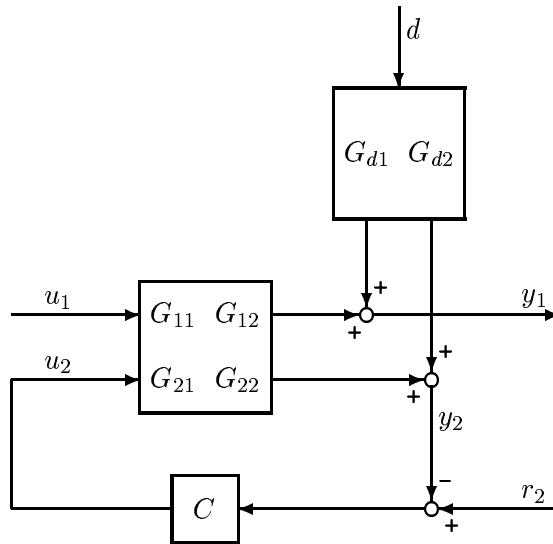 d
G_{d1} G_{d2}
+
u_1
G_{11} G_{12}
+
y_1
u_2
G_{21} G_{22}
+
+
y_2
C
−
r_2
+